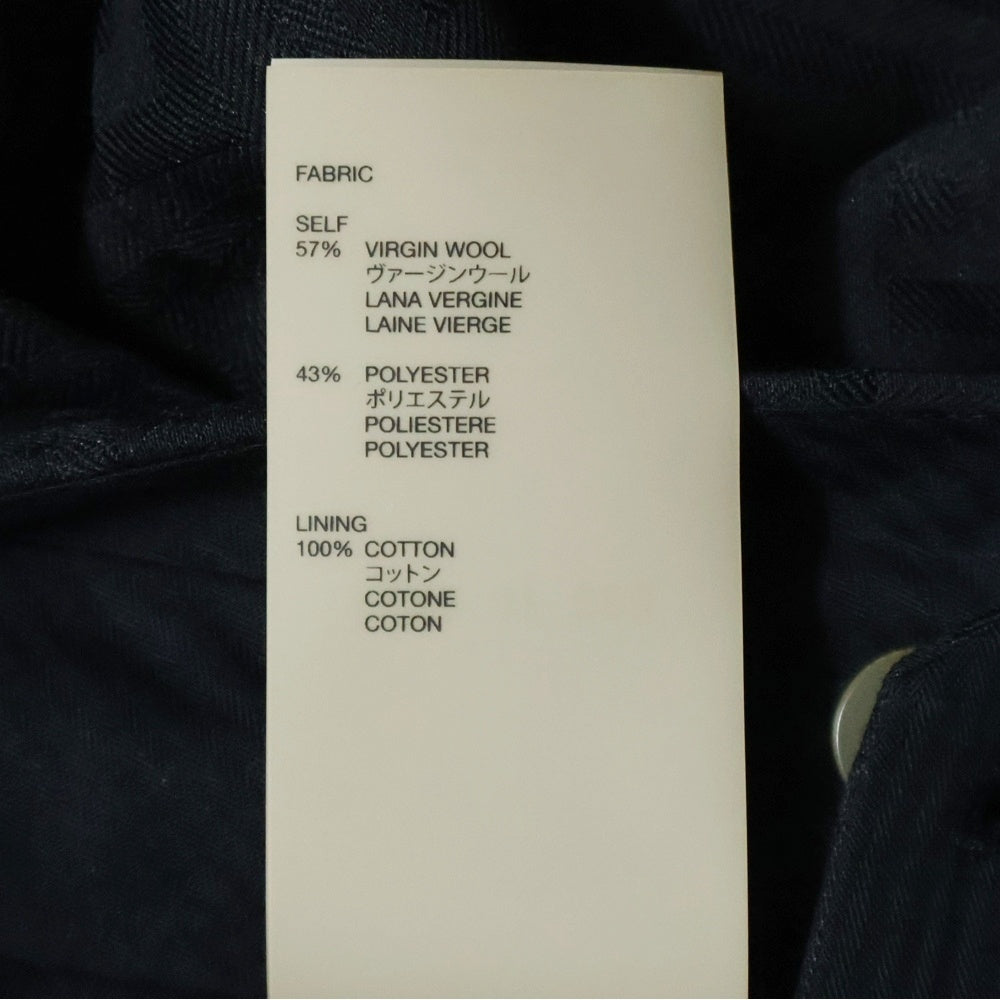 FABRIC
SELF
57% VIRGIN WOOL
ヴァージンウール
LANA VERGINE
LAINE VIERGE
43% POLYESTER
ポリエステル
POLIESTERE
POLYESTER
LINING
100% COTTON
コットン
COTONE
COTON